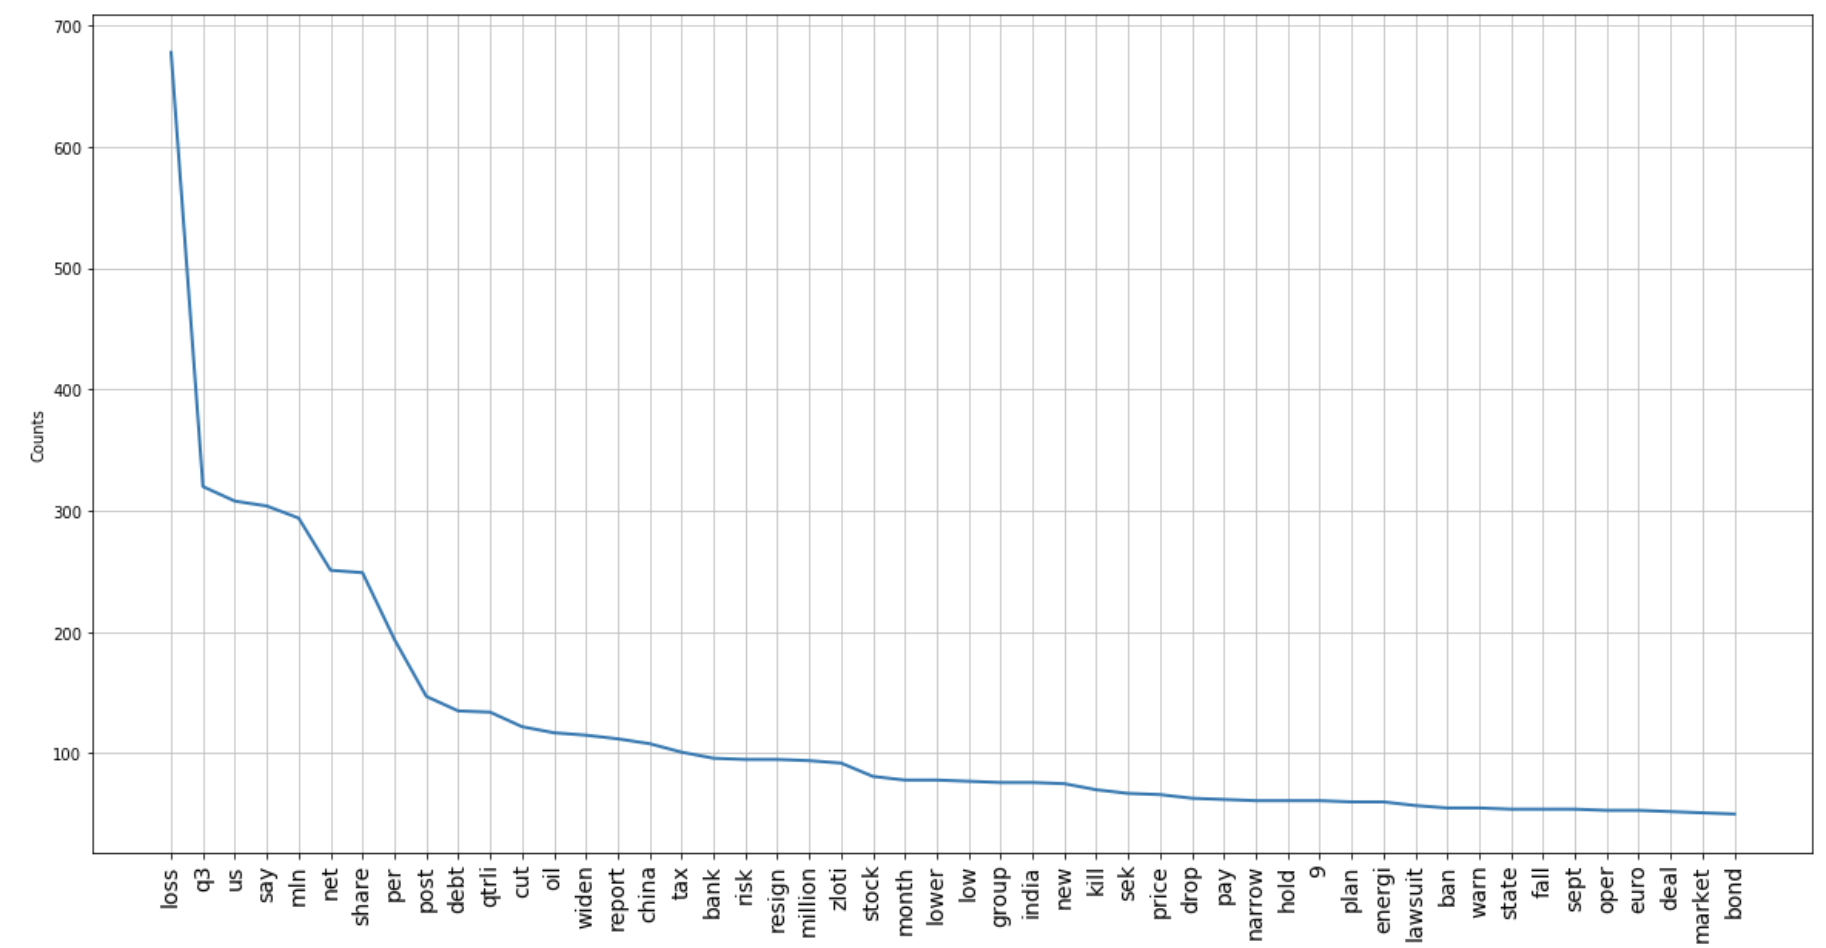 700
600
500
400
300
200
100
Counts
loss
q3
us
say
mln
net
share
per
post
debt
qtrli
cut
oil
widen
report
china
tax
bank
risk
resign
million
zloti
stock
month
lower
low
group
india
new
kill
sek
price
drop
pay
narrow
hold
9
plan
energi
lawsuit
ban
warn
state
fall
sept
oper
euro
deal
market
bond